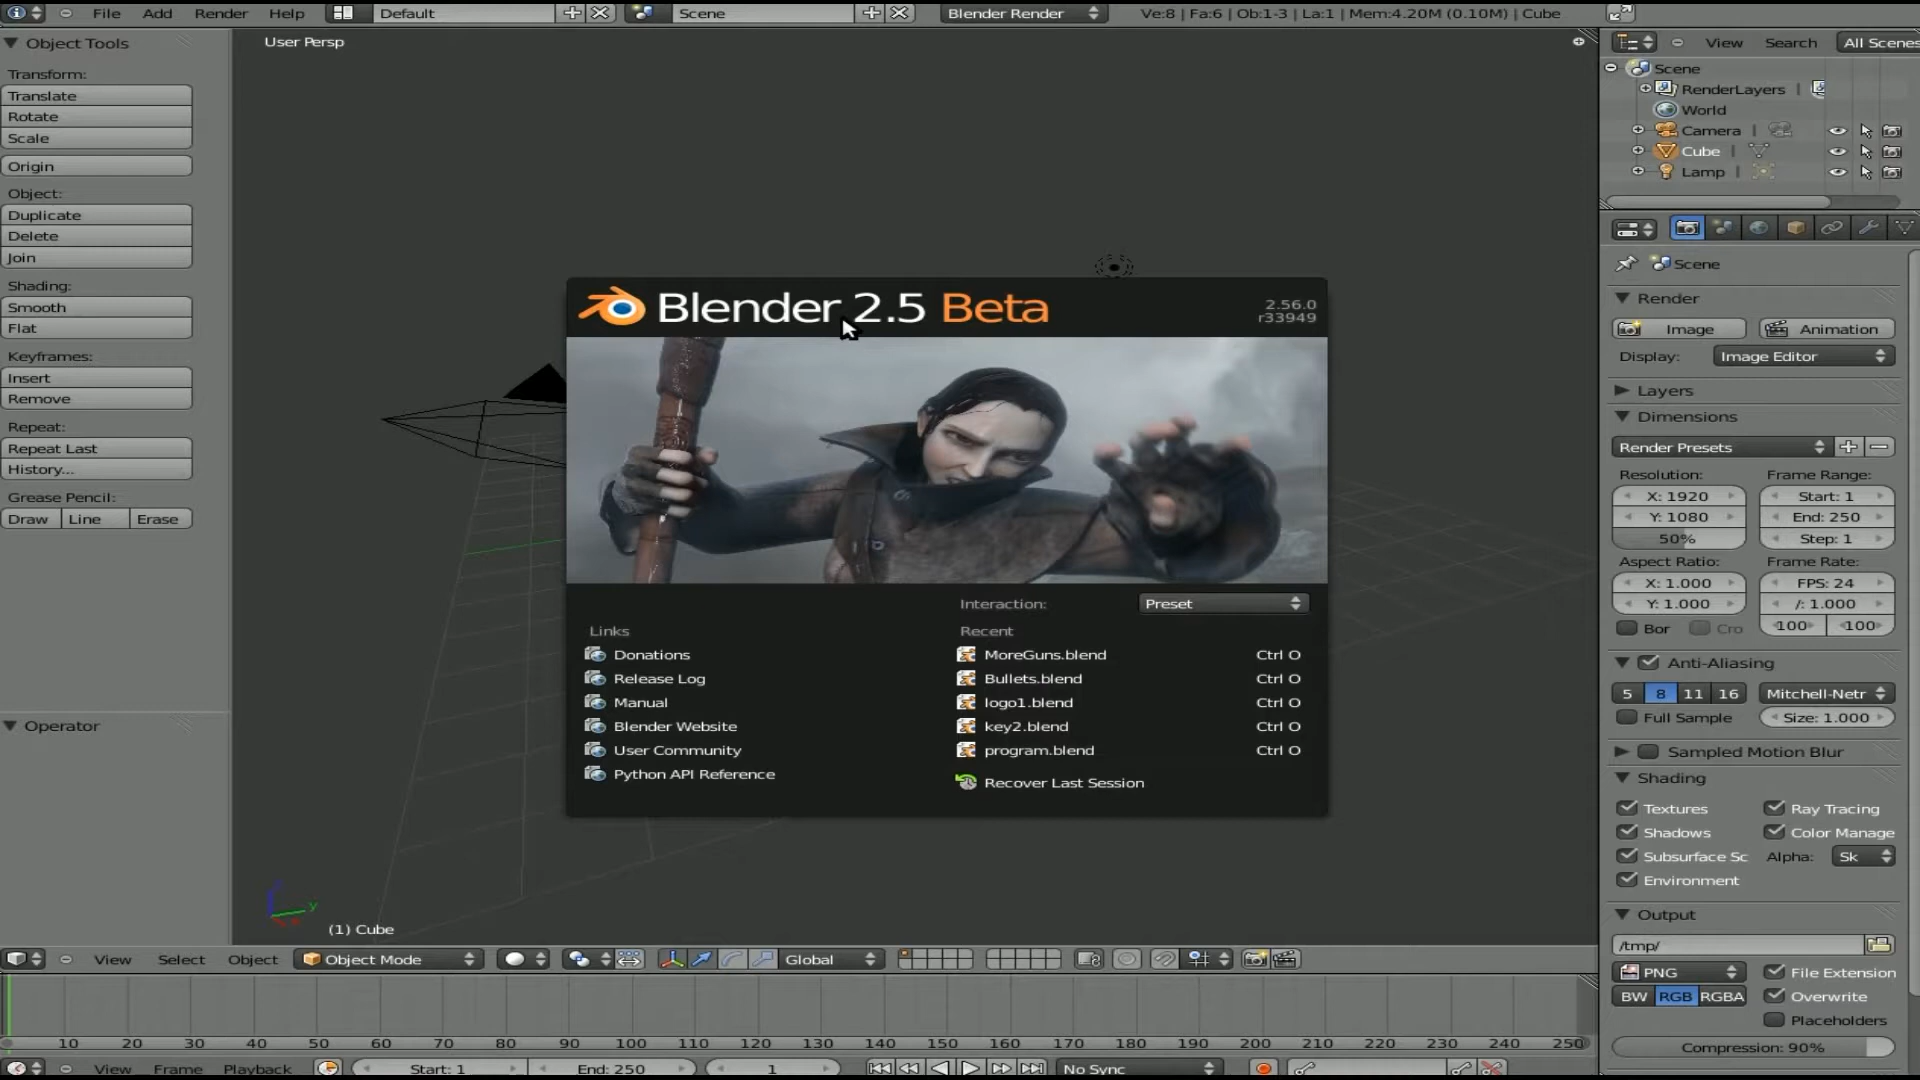 File Add Render Help Default Scene Blender Render Ve:8 | Fa:6 | Ob:1-3 | La:1 | Mem:4.20M (0.10M) | Cube
Object Tools
Transform:
Translate
Rotate
Scale
Origin
Object:
Duplicate
Delete
Join
Shading:
Smooth
Flat
Keyframes:
Insert
Remove
Repeat:
Repeat Last
History...
Grease Pencil:
Draw Line Erase
Operator
User Persp
Blender 2.5 Beta
2.56.0
r33949
Interaction: Preset
Links
Donations
Release Log
Manual
Blender Website
User Community
Python API Reference
Recent
MoreGuns.blend Ctrl O
Bullets.blend Ctrl O
logo1.blend Ctrl O
key2.blend Ctrl O
program.blend Ctrl O
Recover Last Session
y
(1) Cube
View Select Object Object Mode Global
10 20 30 40 50 60 70 80 90 100 110 120 130 140 150 160 170 180 190 200 210 220 230 240 250
View Frame Playback Start: 1 End: 250 1 No Sync
View Search All Scenes
Scene
RenderLayers |
World
Camera |
Cube |
Lamp |
Scene
Render
Image Animation
Display: Image Editor
Layers
Dimensions
Render Presets
Resolution: Frame Range:
X: 1920 Start: 1
Y: 1080 End: 250
50% Step: 1
Aspect Ratio: Frame Rate:
X: 1.000 FPS: 24
Y: 1.000 /: 1.000
Bor Cro 100 100
Anti-Aliasing
5 8 11 16 Mitchell-Netr
Full Sample Size: 1.000
Sampled Motion Blur
Shading
Textures Ray Tracing
Shadows Color Manage
Subsurface Sc Alpha: Sk
Environment
Output
/tmp/
PNG File Extension
BW RGB RGBA Overwrite
Placeholders
Compression: 90%